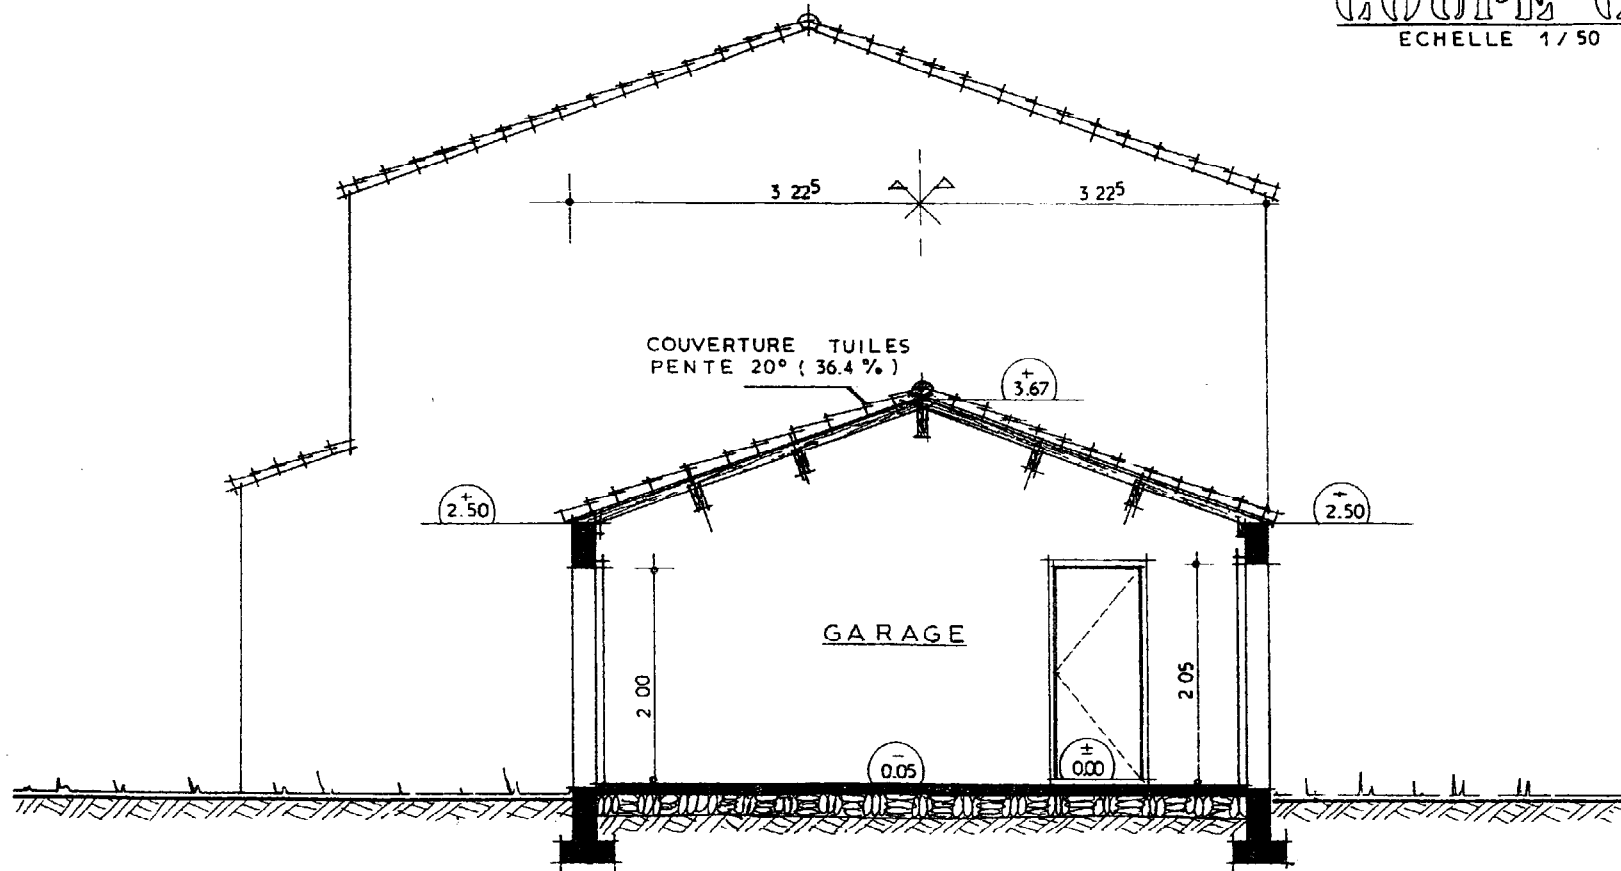 COUPE
ECHELLE 1/50
3 22⁵
3 22⁵
COUVERTURE TUILES
PENTE 20° ( 36.4 % )
+
3.67
+
2.50
+
2.50
GARAGE
2 00
2 05
-
0.05
±
0.00